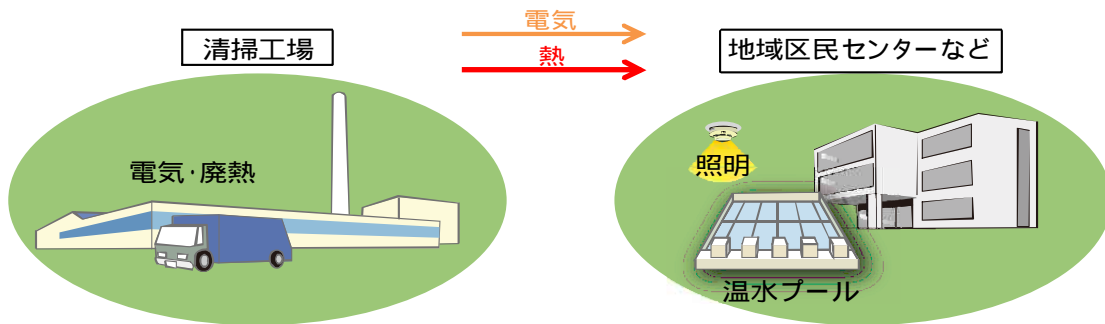 電気
清掃工場
熱
地域区民センターなど
電気・廃熱
照明
温水プール